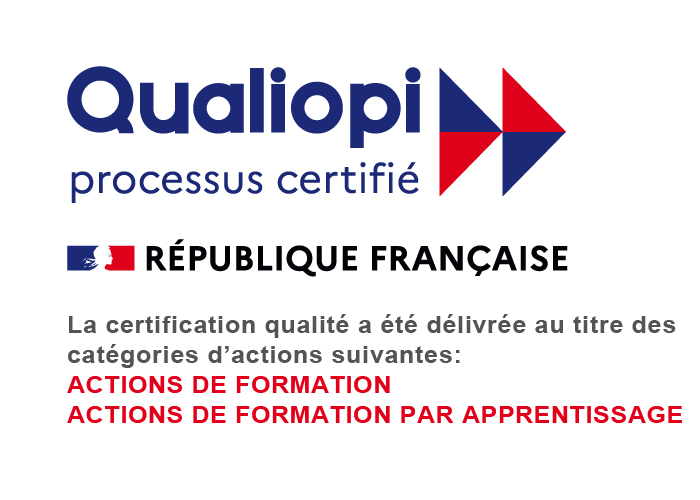 Qualiopi
processus certifié
RÉPUBLIQUE FRANÇAISE
La certification qualité a été délivrée au titre des
catégories d’actions suivantes:
ACTIONS DE FORMATION
ACTIONS DE FORMATION PAR APPRENTISSAGE